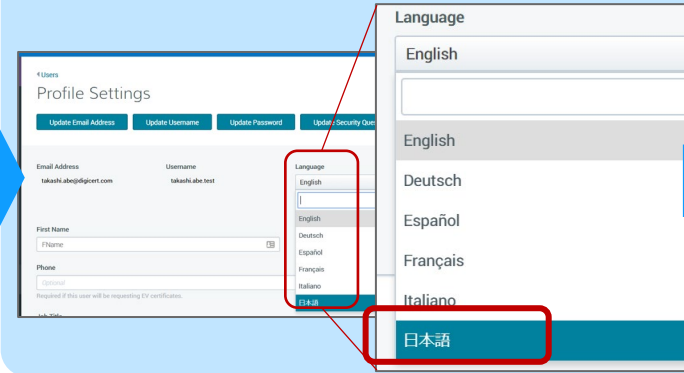 Users
Profile Settings
Update Email Address
Update Username
Update Password
Update Security Ques
Email Address
Username
Language
takashi.abe@digicert.com
takashi.abe.test
English
English
Deutsch
Español
Français
Italiano
日本語
First Name
FName
Phone
Optional
Required if this user will be requesting EV certificates.
Job Title
Language
English
English
Deutsch
Español
Français
Italiano
日本語